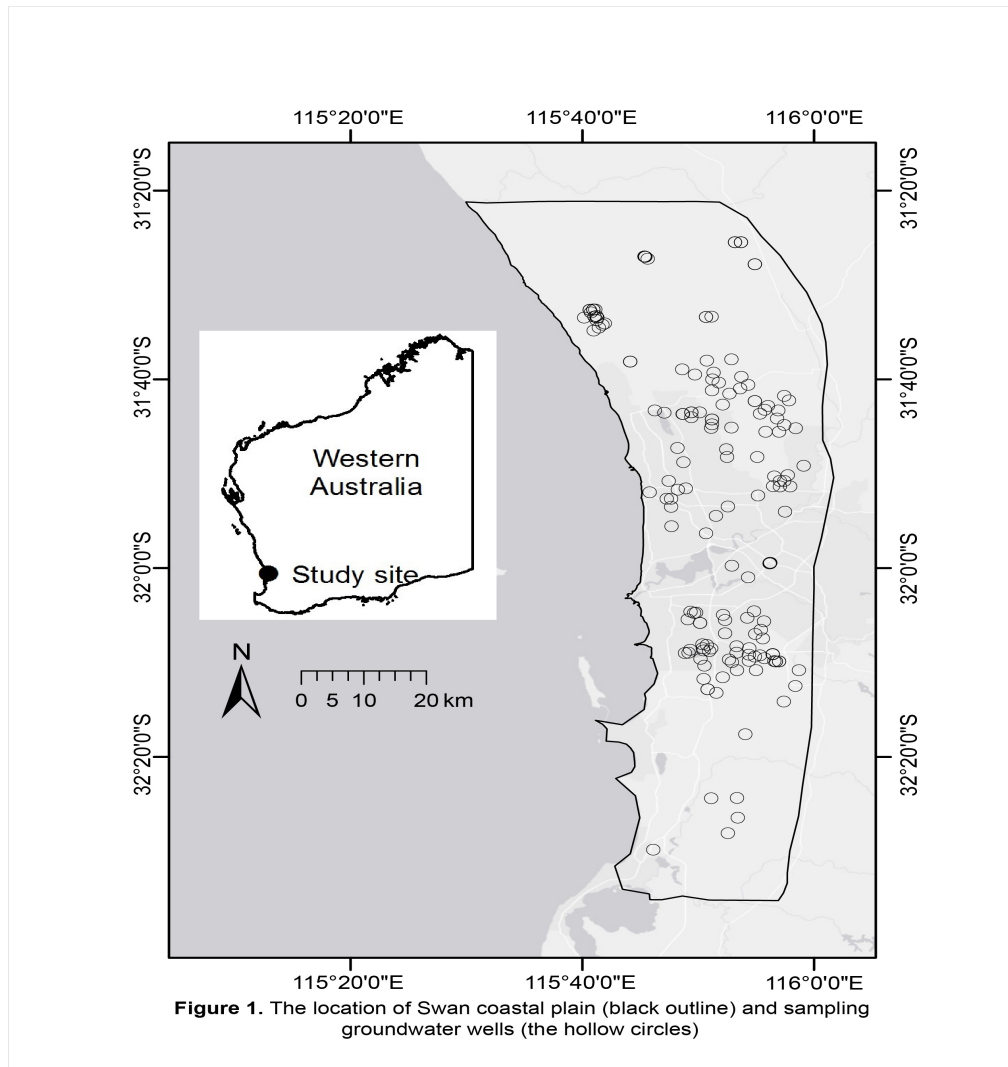 115°20'0"E 115°40'0"E 116°0'0"E
31°20'0"S 31°20'0"S
31°40'0"S 31°40'0"S
Western
Australia
32°0'0"S 32°0'0"S
Study site
N
0 5 10 20 km
32°20'0"S 32°20'0"S
115°20'0"E 115°40'0"E 116°0'0"E
Figure 1. The location of Swan coastal plain (black outline) and sampling
groundwater wells (the hollow circles)